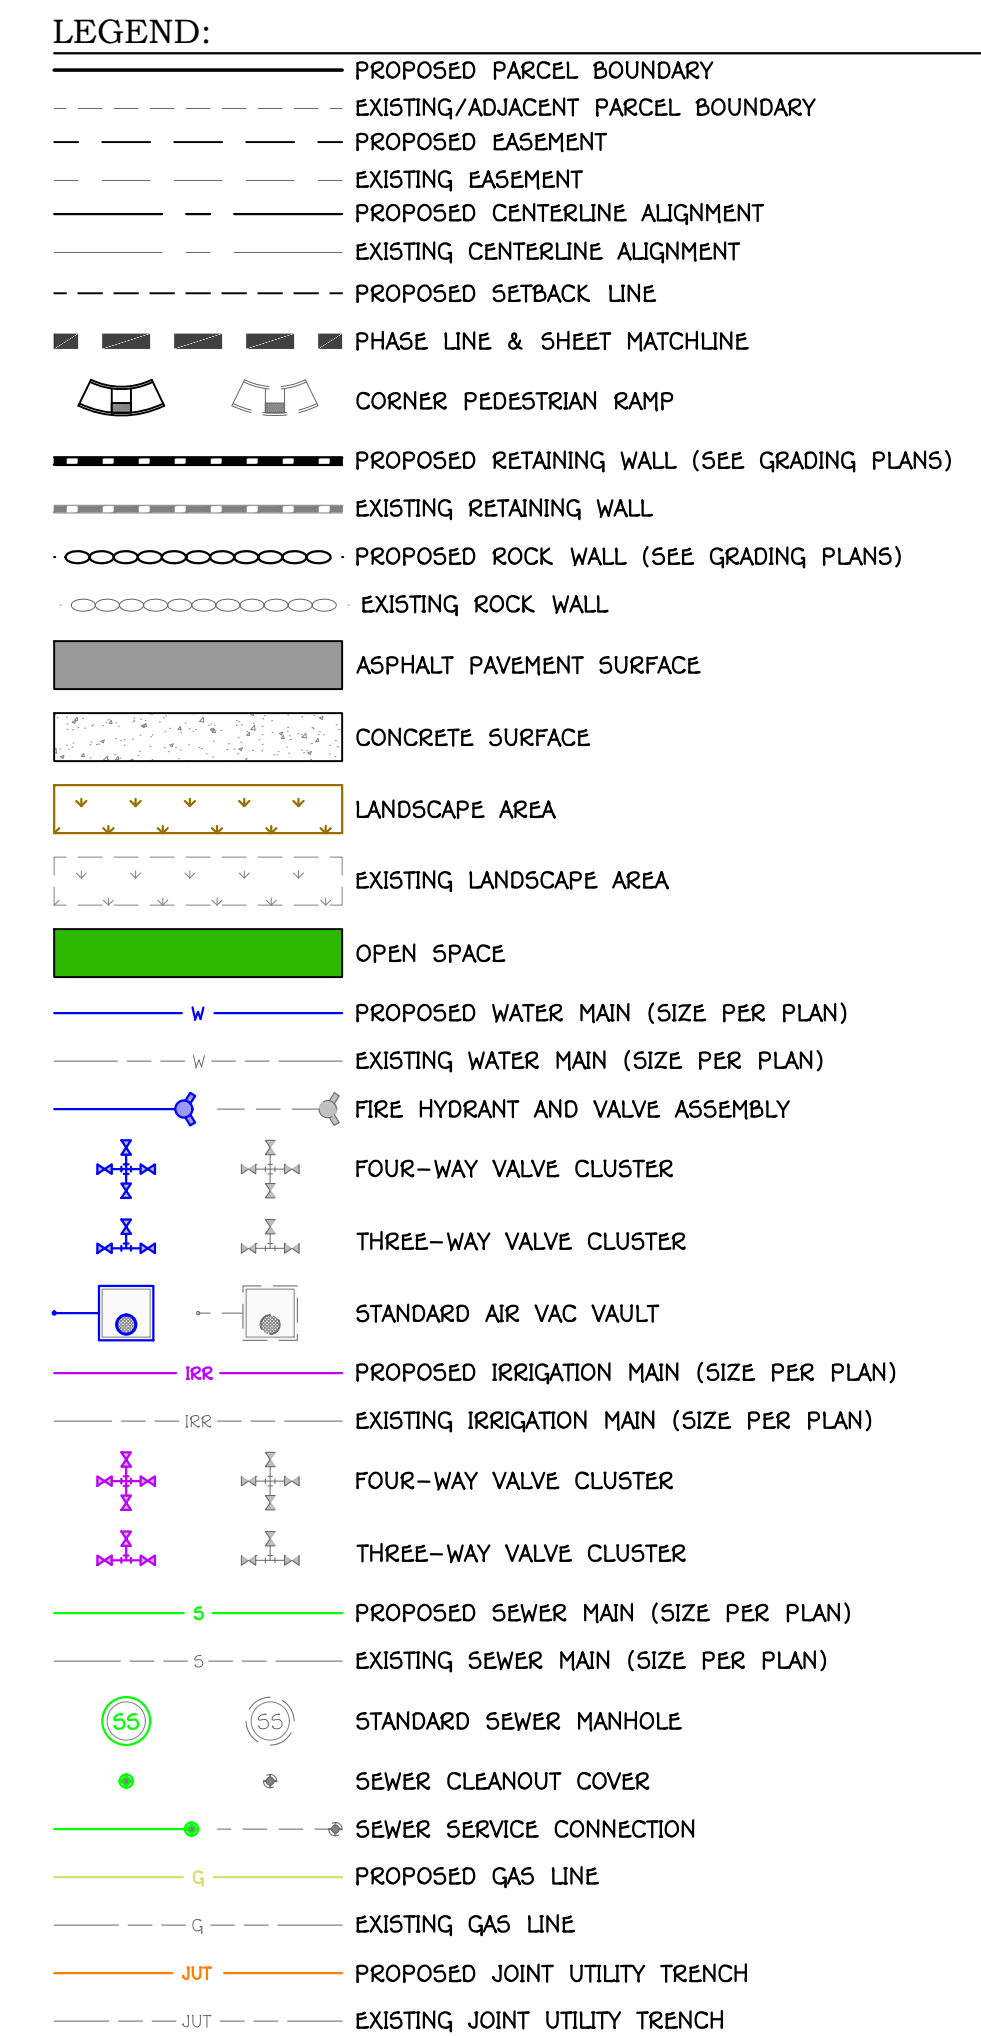 LEGEND:
PROPOSED PARCEL BOUNDARY
EXISTING/ADJACENT PARCEL BOUNDARY
PROPOSED EASEMENT
EXISTING EASEMENT
PROPOSED CENTERLINE ALIGNMENT
EXISTING CENTERLINE ALIGNMENT
PROPOSED SETBACK LINE
PHASE LINE & SHEET MATCHLINE
CORNER PEDESTRIAN RAMP
PROPOSED RETAINING WALL (SEE GRADING PLANS)
EXISTING RETAINING WALL
PROPOSED ROCK WALL (SEE GRADING PLANS)
EXISTING ROCK WALL
ASPHALT PAVEMENT SURFACE
CONCRETE SURFACE
LANDSCAPE AREA
EXISTING LANDSCAPE AREA
OPEN SPACE
W PROPOSED WATER MAIN (SIZE PER PLAN)
W EXISTING WATER MAIN (SIZE PER PLAN)
FIRE HYDRANT AND VALVE ASSEMBLY
FOUR-WAY VALVE CLUSTER
THREE-WAY VALVE CLUSTER
STANDARD AIR VAC VAULT
IRR PROPOSED IRRIGATION MAIN (SIZE PER PLAN)
IRR EXISTING IRRIGATION MAIN (SIZE PER PLAN)
FOUR-WAY VALVE CLUSTER
THREE-WAY VALVE CLUSTER
S PROPOSED SEWER MAIN (SIZE PER PLAN)
S EXISTING SEWER MAIN (SIZE PER PLAN)
SS SS STANDARD SEWER MANHOLE
SEWER CLEANOUT COVER
SEWER SERVICE CONNECTION
G PROPOSED GAS LINE
G EXISTING GAS LINE
JUT PROPOSED JOINT UTILITY TRENCH
JUT EXISTING JOINT UTILITY TRENCH